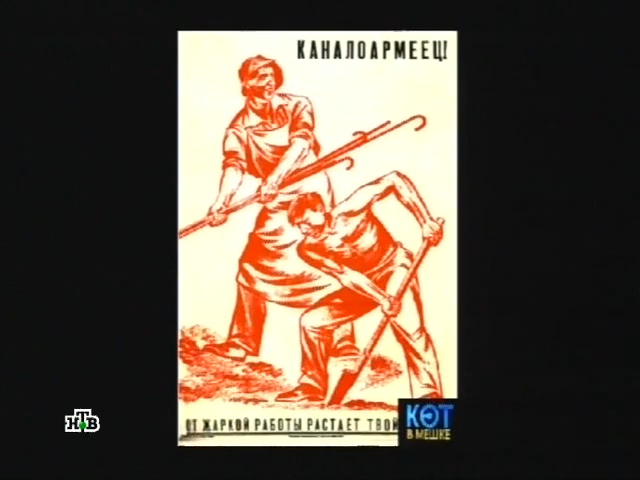 КАНАЛОАРМЕЕЦ!
ОТ ЖАРКОЙ РАБОТЫ РАСТАЕТ ТВОЙ
НТВ
КОТ
В МЕШКЕ